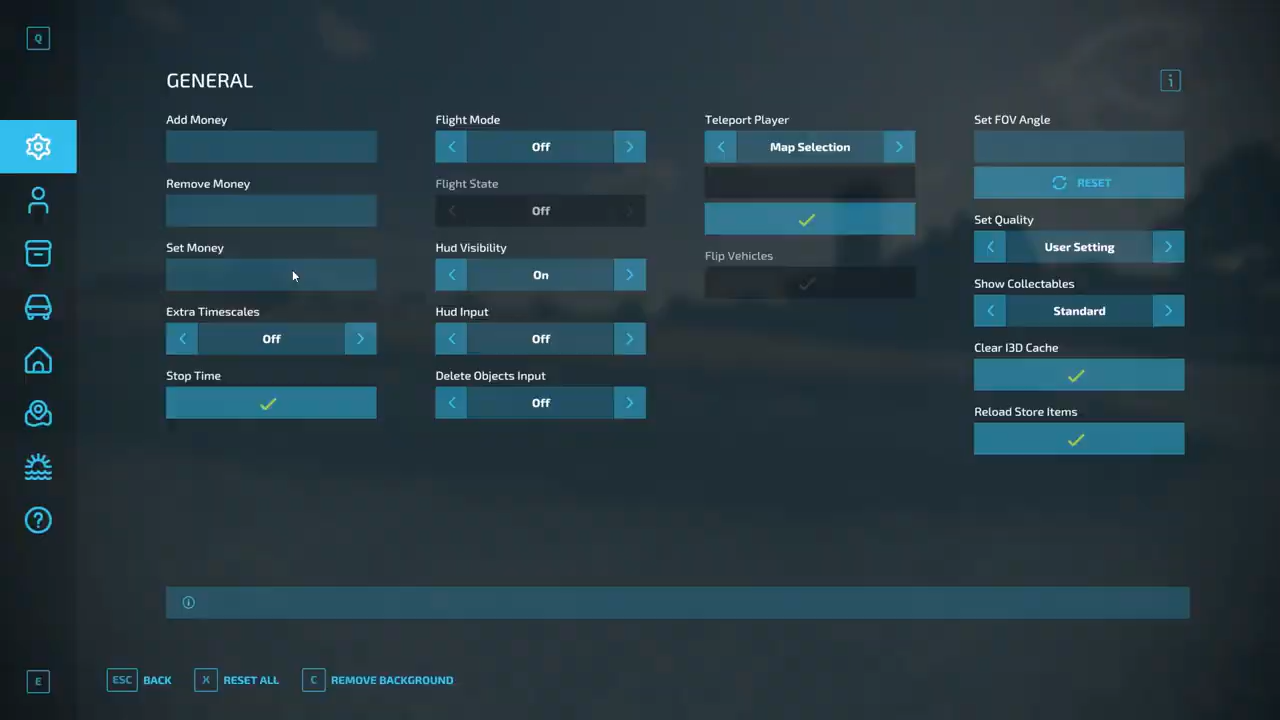 Q
GENERAL
i
Add Money
Remove Money
Set Money
Extra Timescales
Off
Stop Time
Flight Mode
Off
Flight State
Off
Hud Visibility
On
Hud Input
Off
Delete Objects Input
Off
Teleport Player
Map Selection
Flip Vehicles
Set FOV Angle
RESET
Set Quality
User Setting
Show Collectables
Standard
Clear I3D Cache
Reload Store Items
E
ESC BACK X RESET ALL C REMOVE BACKGROUND